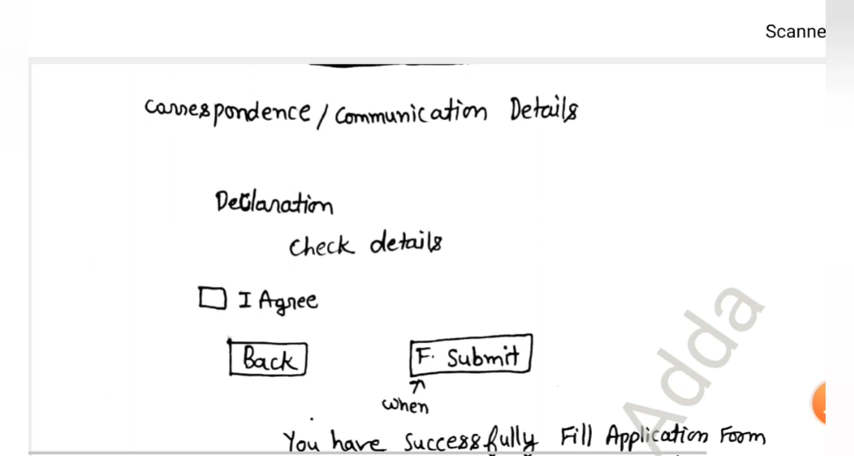 Scanne
Correspondence / Communication Details
Declaration
Check details
I Agree
Back
F. Submit
when
You have Successfully Fill Application Form
Adda